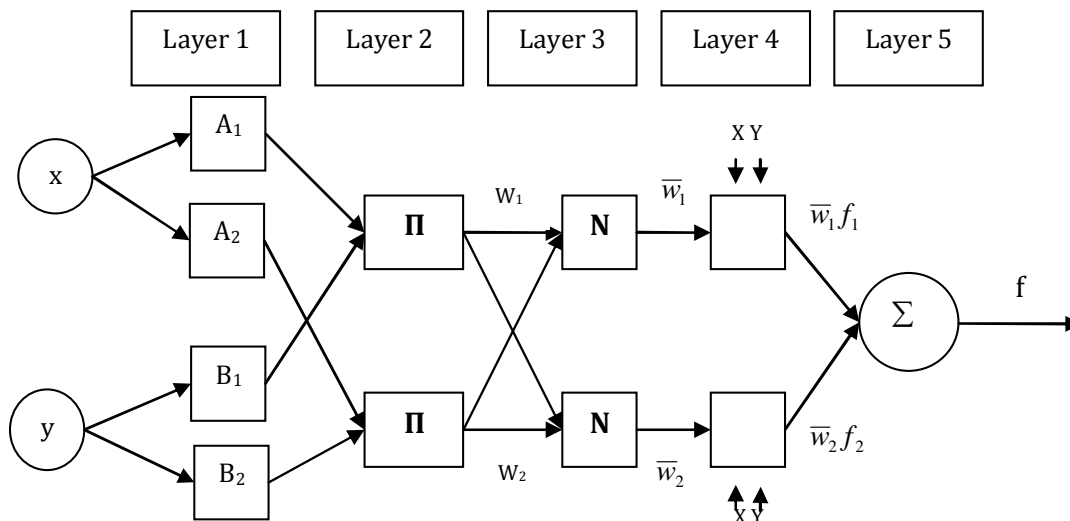 Layer 1 Layer 2 Layer 3 Layer 4 Layer 5
A₁
X Y
x
W₁
w̅₁
w̅₁f₁
A₂
Π
N
f
Σ
B₁
y
Π
N
w̅₂f₂
B₂
W₂
w̅₂
X Y